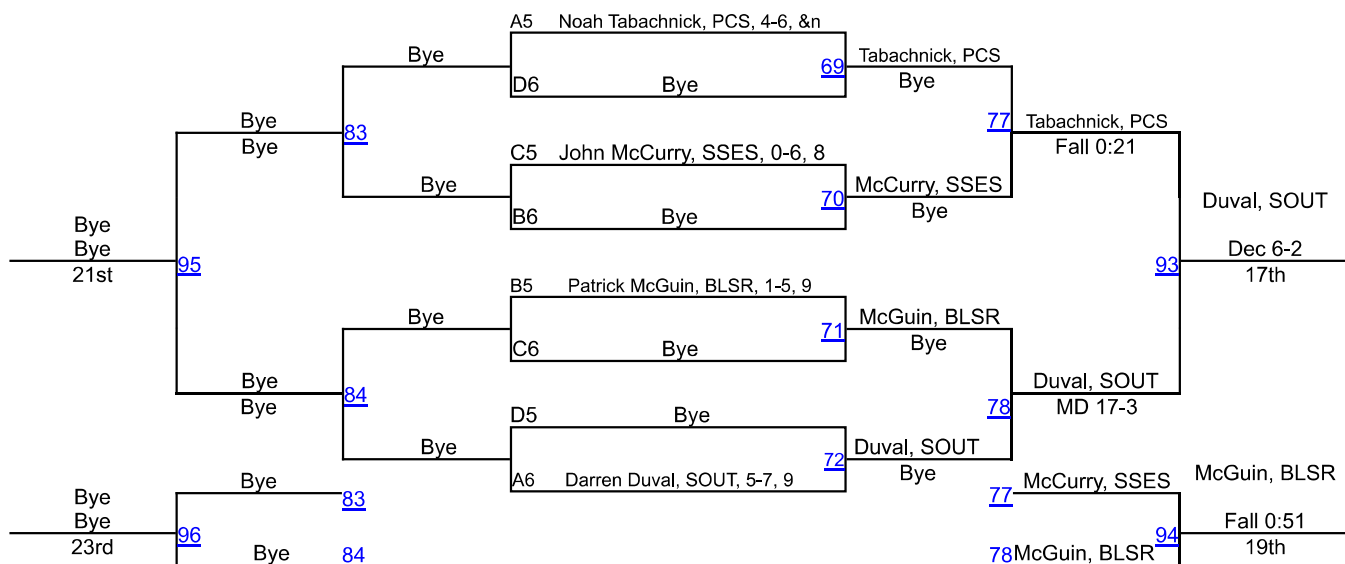 A5 Noah Tabachnick, PCS, 4-6, &n
Bye 69 Tabachnick, PCS
D6 Bye Bye
Bye 83 77 Tabachnick, PCS
Bye Fall 0:21
C5 John McCurry, SSES, 0-6, 8
Bye 70 McCurry, SSES
B6 Bye Bye
Duval, SOUT
Bye
Bye Dec 6-2
95 93
21st 17th
B5 Patrick McGuin, BLSR, 1-5, 9
Bye 71 McGuin, BLSR
C6 Bye Bye
Bye 84 78 Duval, SOUT
Bye MD 17-3
D5 Bye
Bye 72 Duval, SOUT
A6 Darren Duval, SOUT, 5-7, 9 Bye
Bye 83 77 McCurry, SSES McGuin, BLSR
Bye
Bye Fall 0:51
96 94
23rd 19th
Bye 84 78 McGuin, BLSR